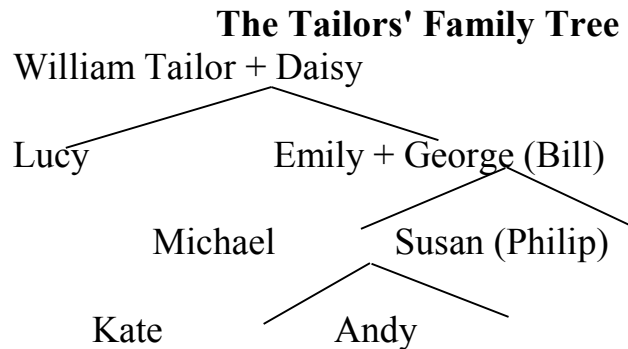 The Tailors' Family Tree
William Tailor + Daisy
Lucy Emily + George (Bill)
Michael Susan (Philip)
Kate Andy